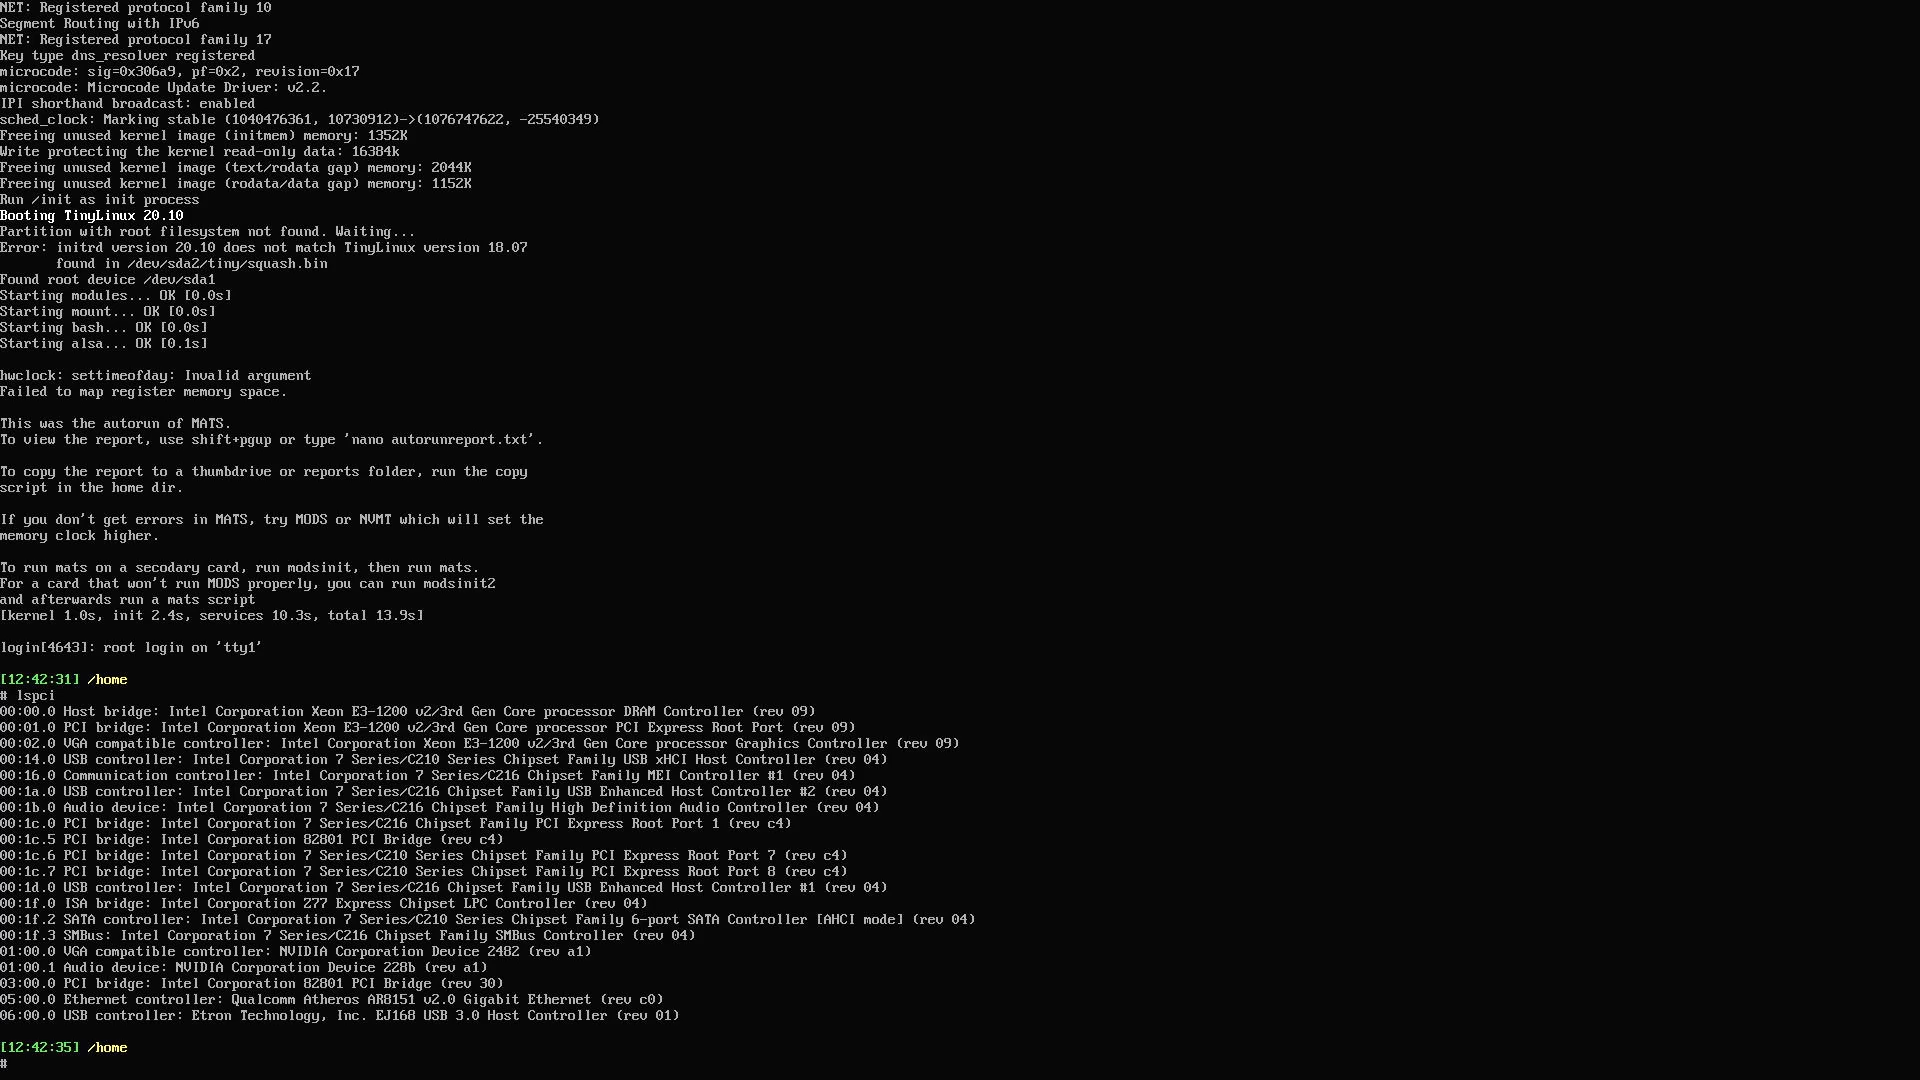 NET: Registered protocol family 10
Segment Routing with IPv6
NET: Registered protocol family 17
Key type dns_resolver registered
microcode: sig=0x306a9, pf=0x2, revision=0x17
microcode: Microcode Update Driver: v2.2.
IPI shorthand broadcast: enabled
sched_clock: Marking stable (1040476361, 10730912)->(1076747622, -25540349)
Freeing unused kernel image (initmem) memory: 1352K
Write protecting the kernel read-only data: 16384k
Freeing unused kernel image (text/rodata gap) memory: 2044K
Freeing unused kernel image (rodata/data gap) memory: 1152K
Run /init as init process
Booting TinyLinux 20.10
Partition with root filesystem not found. Waiting...
Error: initrd version 20.10 does not match TinyLinux version 18.07
found in /dev/sda2/tiny/squash.bin
Found root device /dev/sda1
Starting modules... OK [0.0s]
Starting mount... OK [0.0s]
Starting bash... OK [0.0s]
Starting alsa... OK [0.1s]
hwclock: settimeofday: Invalid argument
Failed to map register memory space.
This was the autorun of MATS.
To view the report, use shift+pgup or type 'nano autorunreport.txt'.
To copy the report to a thumbdrive or reports folder, run the copy
script in the home dir.
If you don't get errors in MATS, try MODS or NVMT which will set the
memory clock higher.
To run mats on a secodary card, run modsinit, then run mats.
For a card that won't run MODS properly, you can run modsinit2
and afterwards run a mats script
[kernel 1.0s, init 2.4s, services 10.3s, total 13.9s]
login[4643]: root login on 'tty1'
[12:42:31] /home
# lspci
00:00.0 Host bridge: Intel Corporation Xeon E3-1200 v2/3rd Gen Core processor DRAM Controller (rev 09)
00:01.0 PCI bridge: Intel Corporation Xeon E3-1200 v2/3rd Gen Core processor PCI Express Root Port (rev 09)
00:02.0 VGA compatible controller: Intel Corporation Xeon E3-1200 v2/3rd Gen Core processor Graphics Controller (rev 09)
00:14.0 USB controller: Intel Corporation 7 Series/C210 Series Chipset Family USB xHCI Host Controller (rev 04)
00:16.0 Communication controller: Intel Corporation 7 Series/C216 Chipset Family MEI Controller #1 (rev 04)
00:1a.0 USB controller: Intel Corporation 7 Series/C216 Chipset Family USB Enhanced Host Controller #2 (rev 04)
00:1b.0 Audio device: Intel Corporation 7 Series/C216 Chipset Family High Definition Audio Controller (rev 04)
00:1c.0 PCI bridge: Intel Corporation 7 Series/C216 Chipset Family PCI Express Root Port 1 (rev c4)
00:1c.5 PCI bridge: Intel Corporation 82801 PCI Bridge (rev c4)
00:1c.6 PCI bridge: Intel Corporation 7 Series/C210 Series Chipset Family PCI Express Root Port 7 (rev c4)
00:1c.7 PCI bridge: Intel Corporation 7 Series/C210 Series Chipset Family PCI Express Root Port 8 (rev c4)
00:1d.0 USB controller: Intel Corporation 7 Series/C216 Chipset Family USB Enhanced Host Controller #1 (rev 04)
00:1f.0 ISA bridge: Intel Corporation Z77 Express Chipset LPC Controller (rev 04)
00:1f.2 SATA controller: Intel Corporation 7 Series/C210 Series Chipset Family 6-port SATA Controller [AHCI mode] (rev 04)
00:1f.3 SMBus: Intel Corporation 7 Series/C216 Chipset Family SMBus Controller (rev 04)
01:00.0 VGA compatible controller: NVIDIA Corporation Device 2482 (rev a1)
01:00.1 Audio device: NVIDIA Corporation Device 228b (rev a1)
03:00.0 PCI bridge: Intel Corporation 82801 PCI Bridge (rev 30)
05:00.0 Ethernet controller: Qualcomm Atheros AR8151 v2.0 Gigabit Ethernet (rev c0)
06:00.0 USB controller: Etron Technology, Inc. EJ168 USB 3.0 Host Controller (rev 01)
[12:42:35] /home
#